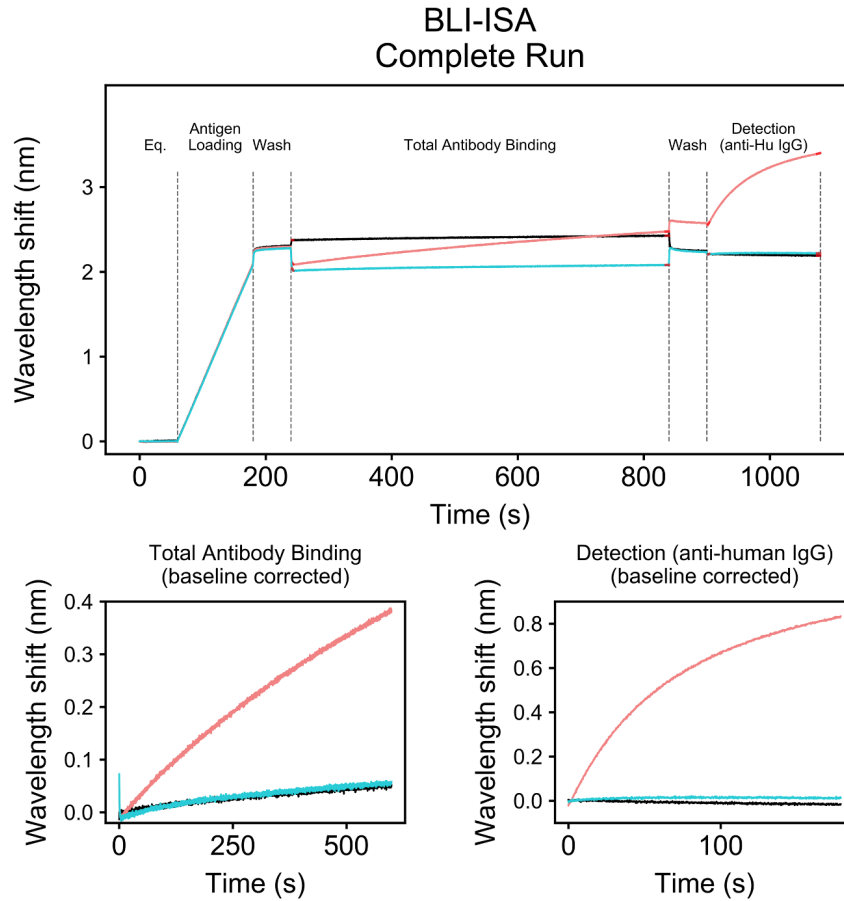 BLI-ISA
Complete Run
Wavelength shift (nm)
Eq.
Antigen
Loading
Wash
Total Antibody Binding
Wash
Detection
(anti-Hu IgG)
3
2
1
0
0
200
400
600
800
1000
Time (s)
Total Antibody Binding
(baseline corrected)
Wavelength shift (nm)
0.4
0.3
0.2
0.1
0.0
0
250
500
Time (s)
Detection (anti-human IgG)
(baseline corrected)
Wavelength shift (nm)
0.8
0.6
0.4
0.2
0.0
0
100
Time (s)